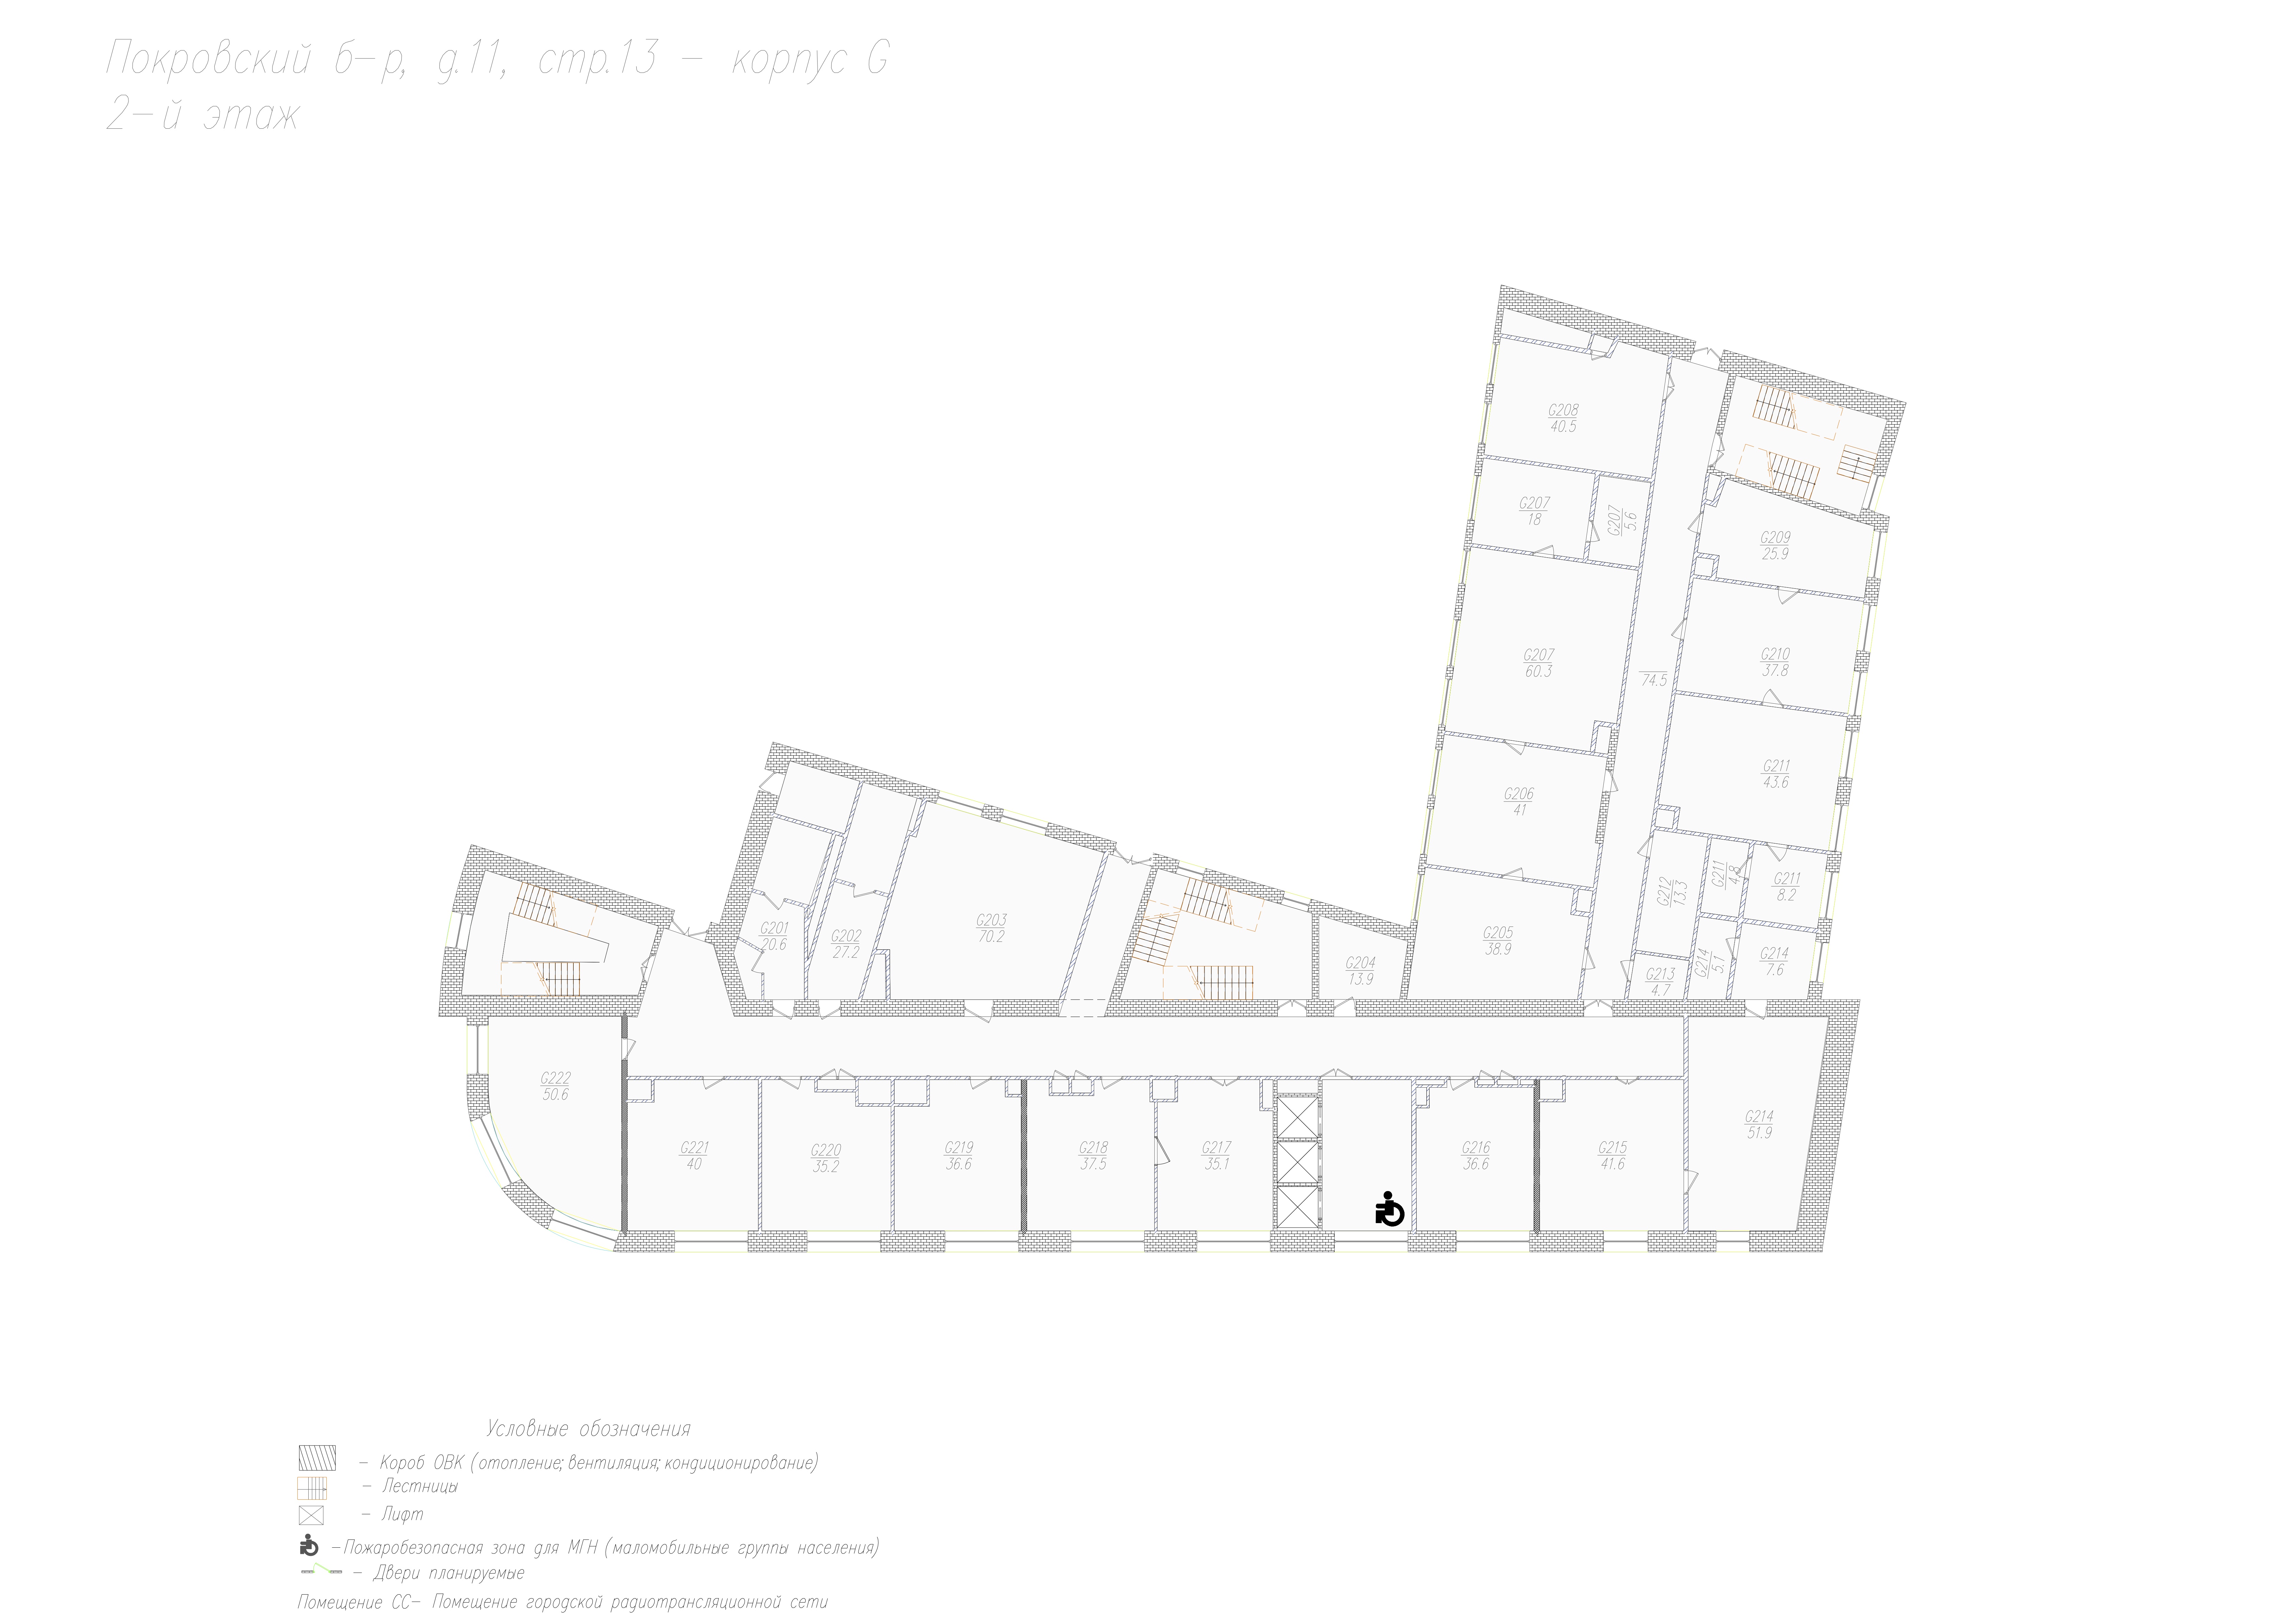 Покровский б-р, д.11, стр.13 - корпус G
2-й этаж
G208
40.5
G207
18
G207
5.6
G209
25.9
G207
60.3
G210
37.8
74.5
G211
43.6
G206
41
G212
13.3
G211
4.8
G211
8.2
G205
38.9
G213
4.7
G214
5.1
G214
7.6
G201
20.6
G202
27.2
G203
70.2
G204
13.9
G222
50.6
G221
40
G220
35.2
G219
36.6
G218
37.5
G217
35.1
G216
36.6
G215
41.6
G214
51.9
Условные обозначения
- Короб ОВК (отопление; вентиляция; кондиционирование)
- Лестницы
- Лифт
-Пожаробезопасная зона для МГН (маломобильные группы населения)
- Двери планируемые
Помещение СС- Помещение городской радиотрансляционной сети